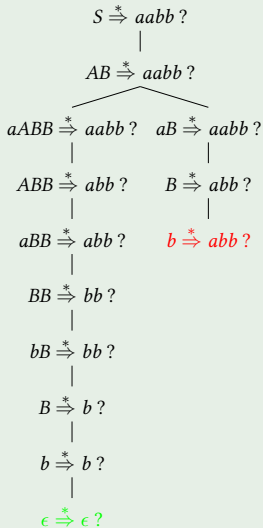 S ⇒* aabb ?
AB ⇒* aabb ?
aABB ⇒* aabb ? aB ⇒* aabb ?
ABB ⇒* abb ? B ⇒* abb ?
aBB ⇒* abb ? b ⇒* abb ?
BB ⇒* bb ?
bB ⇒* bb ?
B ⇒* b ?
b ⇒* b ?
ϵ ⇒* ϵ ?